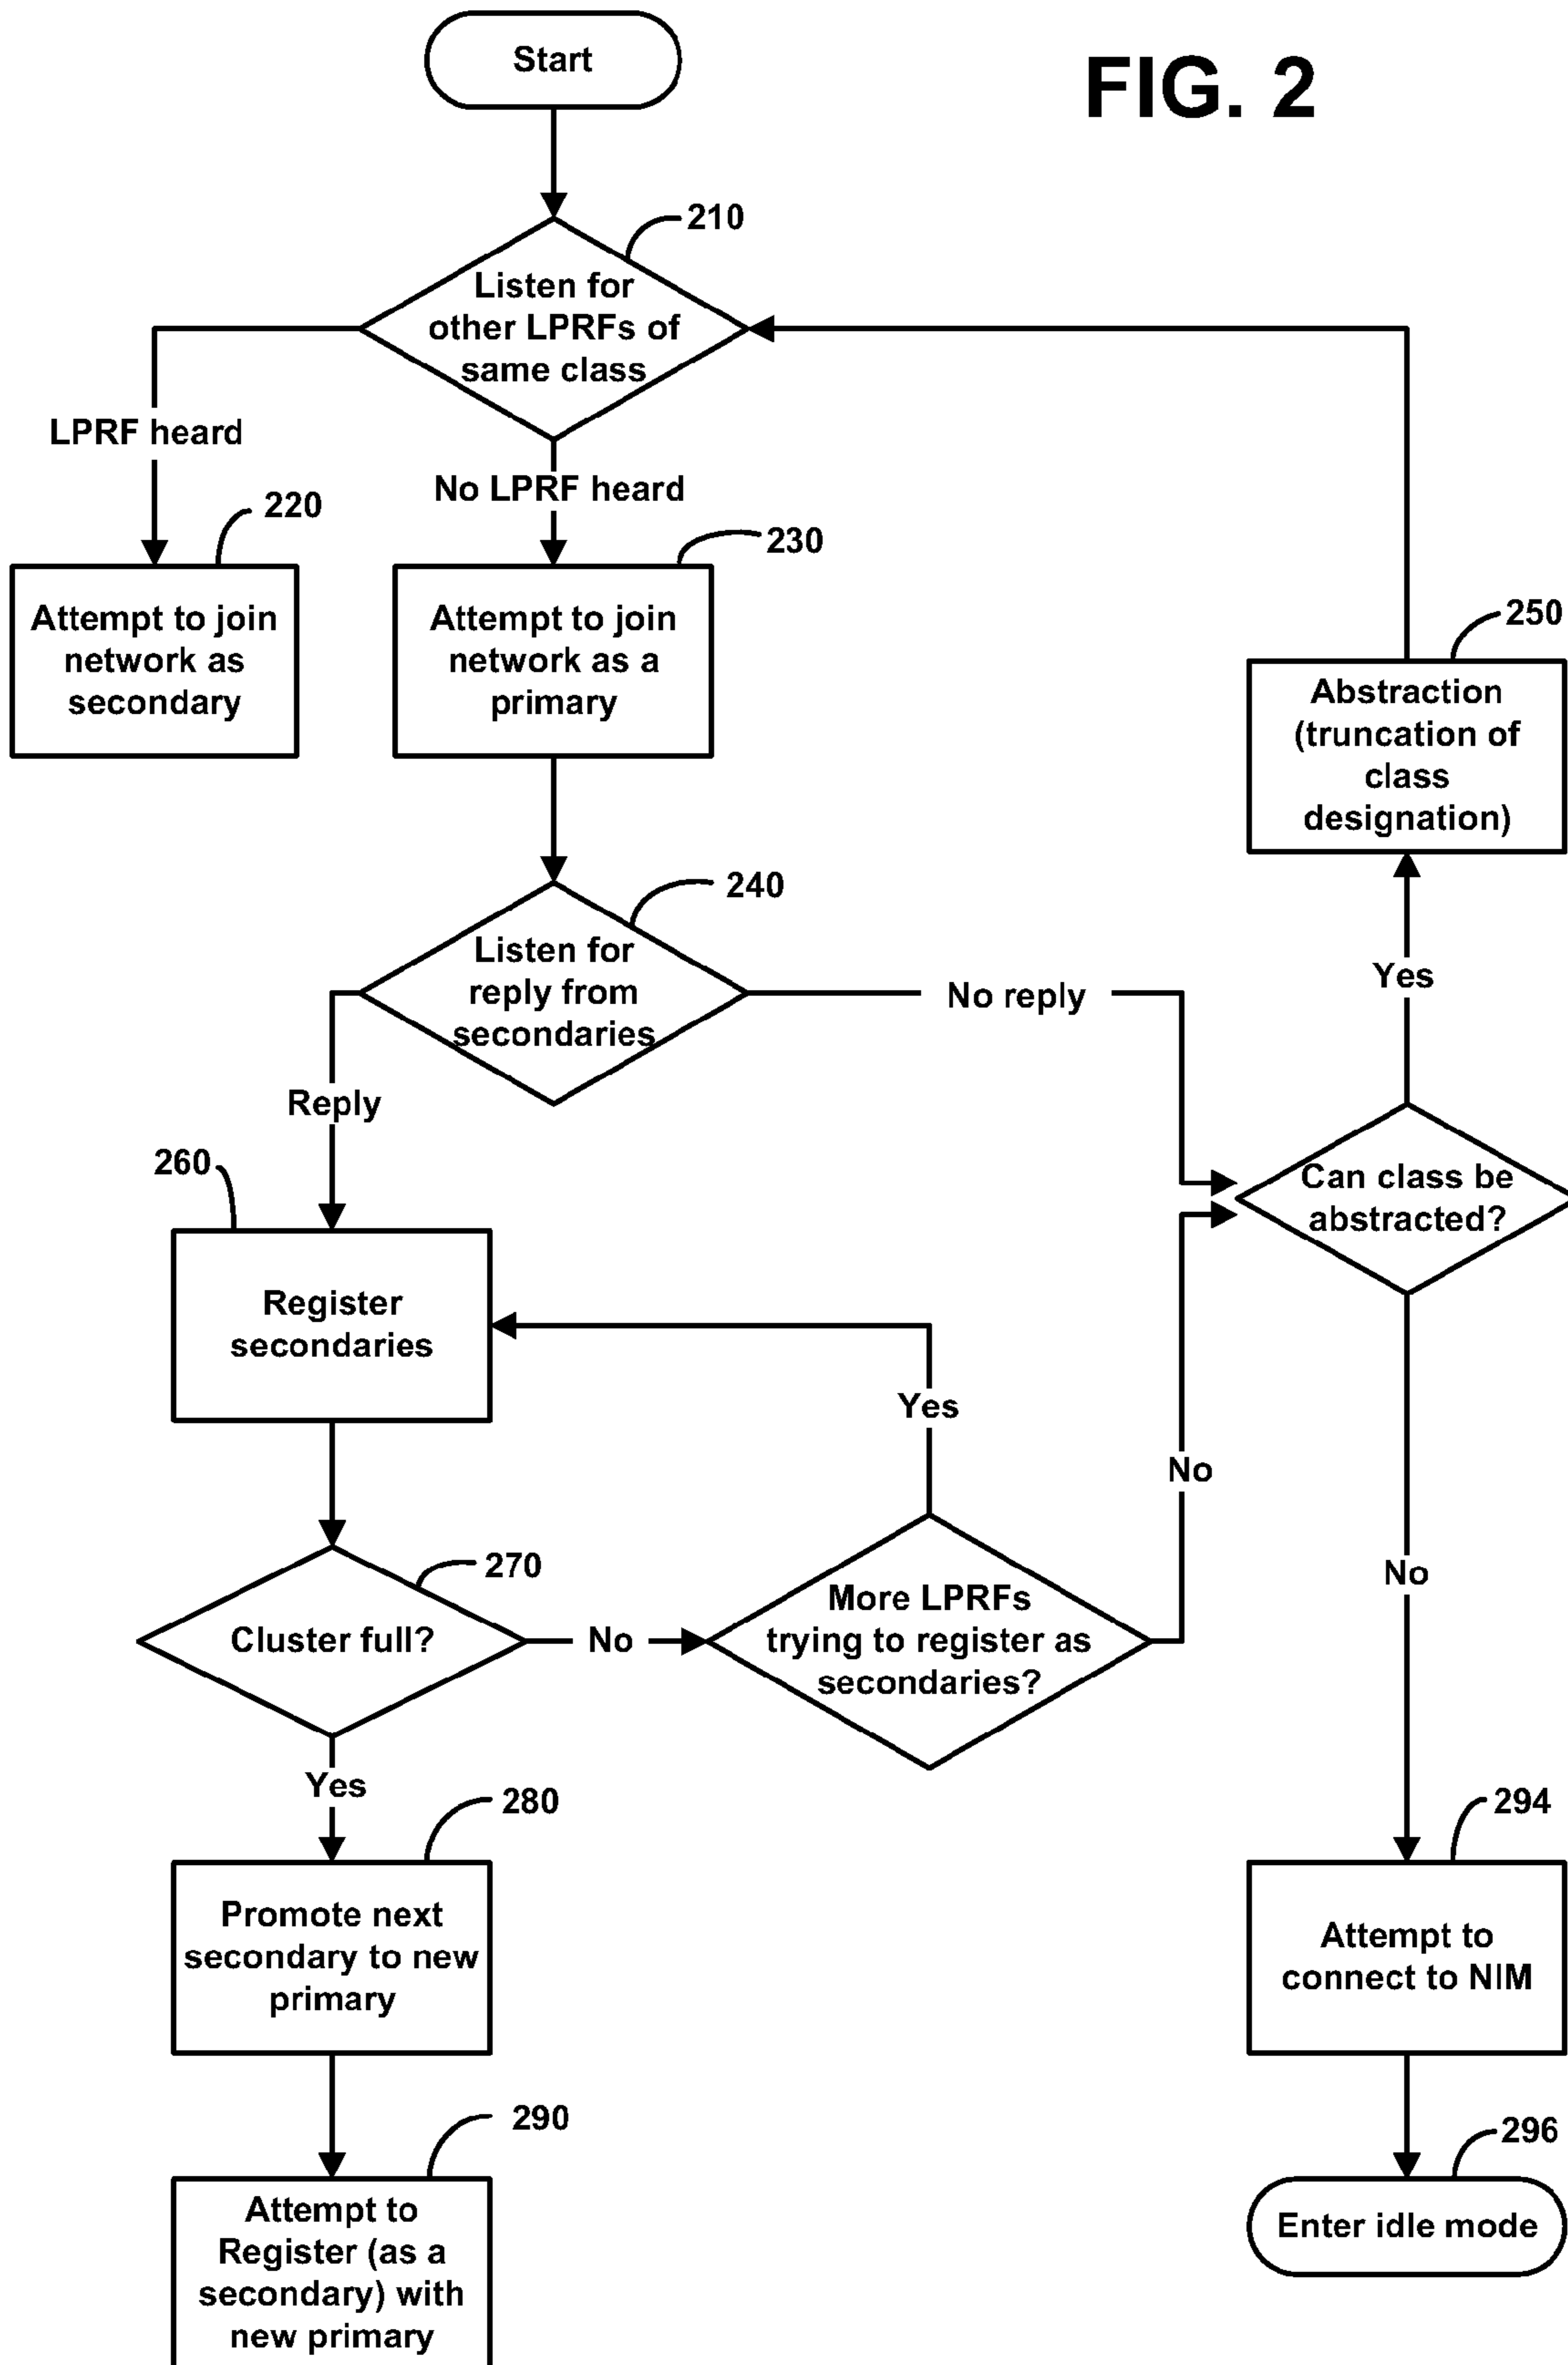 Start
FIG. 2
210
Listen for
other LPRFs of
same class
LPRF heard
No LPRF heard
220
230
Attempt to join
network as
secondary
Attempt to join
network as a
primary
250
Abstraction
(truncation of
class
designation)
240
Listen for
reply from
secondaries
No reply
Yes
Reply
260
Can class be
abstracted?
Register
secondaries
Yes
No
270
No
Cluster full?
No
More LPRFs
trying to register as
secondaries?
Yes
280
294
Promote next
secondary to new
primary
Attempt to
connect to NIM
290
296
Attempt to
Register (as a
secondary) with
new primary
Enter idle mode